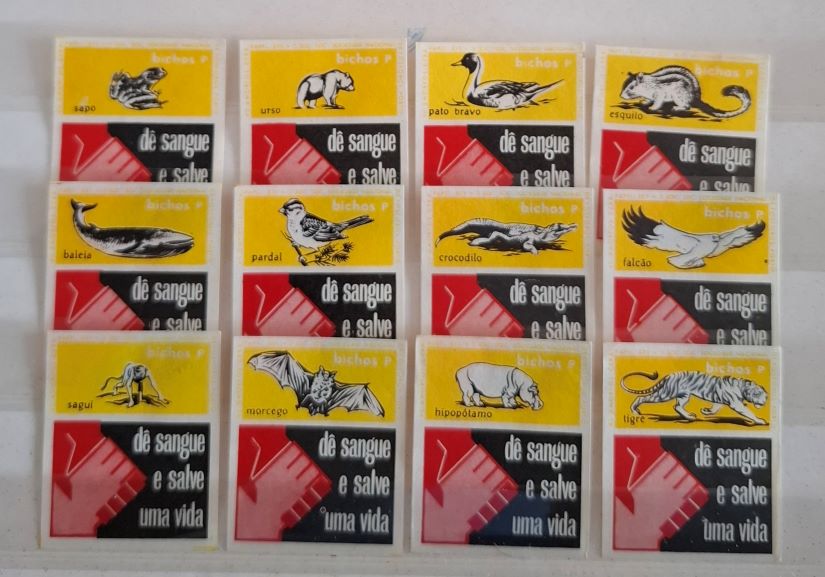 bichos P
sapo
dê sangue
e salve
bichos P
urso
dê sangue
e salve
bichos P
pato bravo
dê sangue
e salve
bichos P
esquilo
dê sangue
e salve
bichos P
baleia
dê sangue
e salve
bichos P
pardal
dê sangue
e salve
bichos P
crocodilo
dê sangue
e salve
bichos P
falcão
dê sangue
e salve
bichos P
sagui
dê sangue
e salve
uma vida
bichos P
morcego
dê sangue
e salve
uma vida
bichos P
hipopótamo
dê sangue
e salve
uma vida
bichos P
tigre
dê sangue
e salve
uma vida